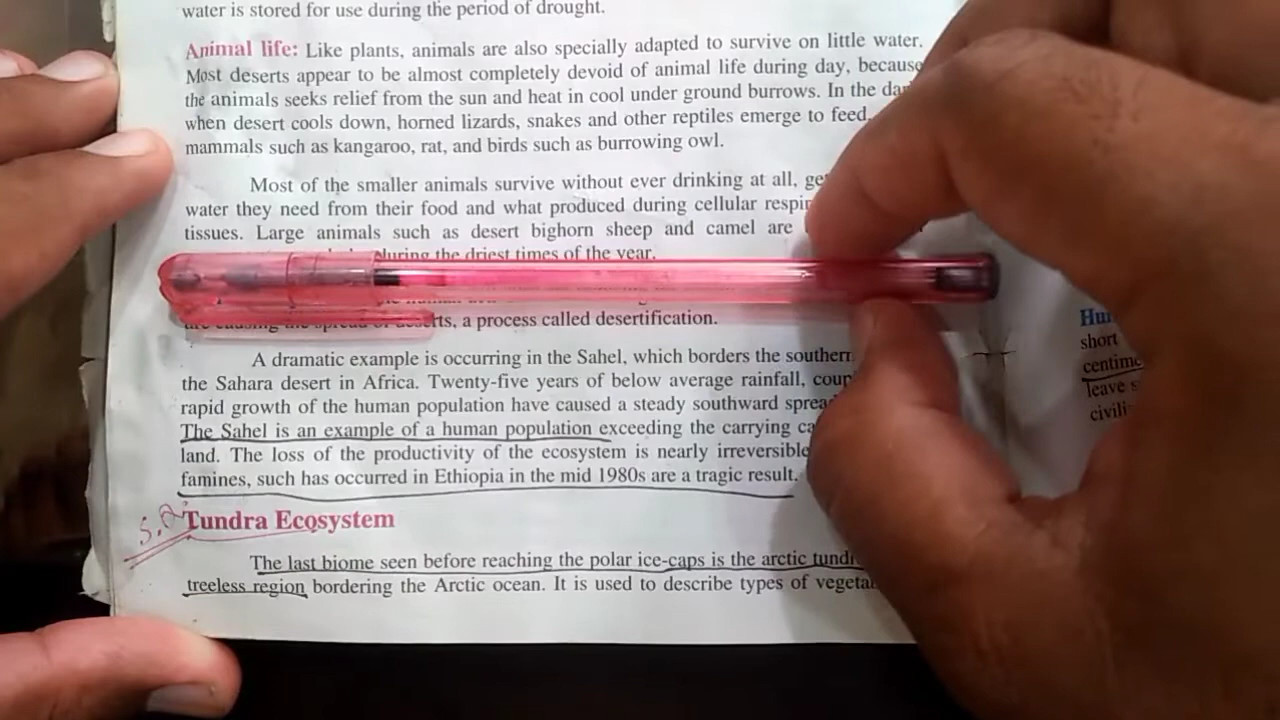 water is stored for use during the period of drought.
Animal life: Like plants, animals are also specially adapted to survive on little water.
Most deserts appear to be almost completely devoid of animal life during day, because
the animals seeks relief from the sun and heat in cool under ground burrows. In the
when desert cools down, horned lizards, snakes and other reptiles emerge to feed,
mammals such as kangaroo, rat, and birds such as burrowing owl.
Most of the smaller animals survive without ever drinking at all,
water they need from their food and what produced during cellular
tissues. Large animals such as desert bighorn sheep and camel are
during the driest times of the year.
are causing the spread of deserts, a process called desertification.
A dramatic example is occurring in the Sahel, which borders the southern
the Sahara desert in Africa. Twenty-five years of below average rainfall,
rapid growth of the human population have caused a steady southward
The Sahel is an example of a human population exceeding the carrying
land. The loss of the productivity of the ecosystem is nearly irreversible
famines, such has occurred in Ethiopia in the mid 1980s are a tragic result.
S.Q
Tundra Ecosystem
The last biome seen before reaching the polar ice-caps is the arctic
treeless region bordering the Arctic ocean. It is used to describe types of
short
leave